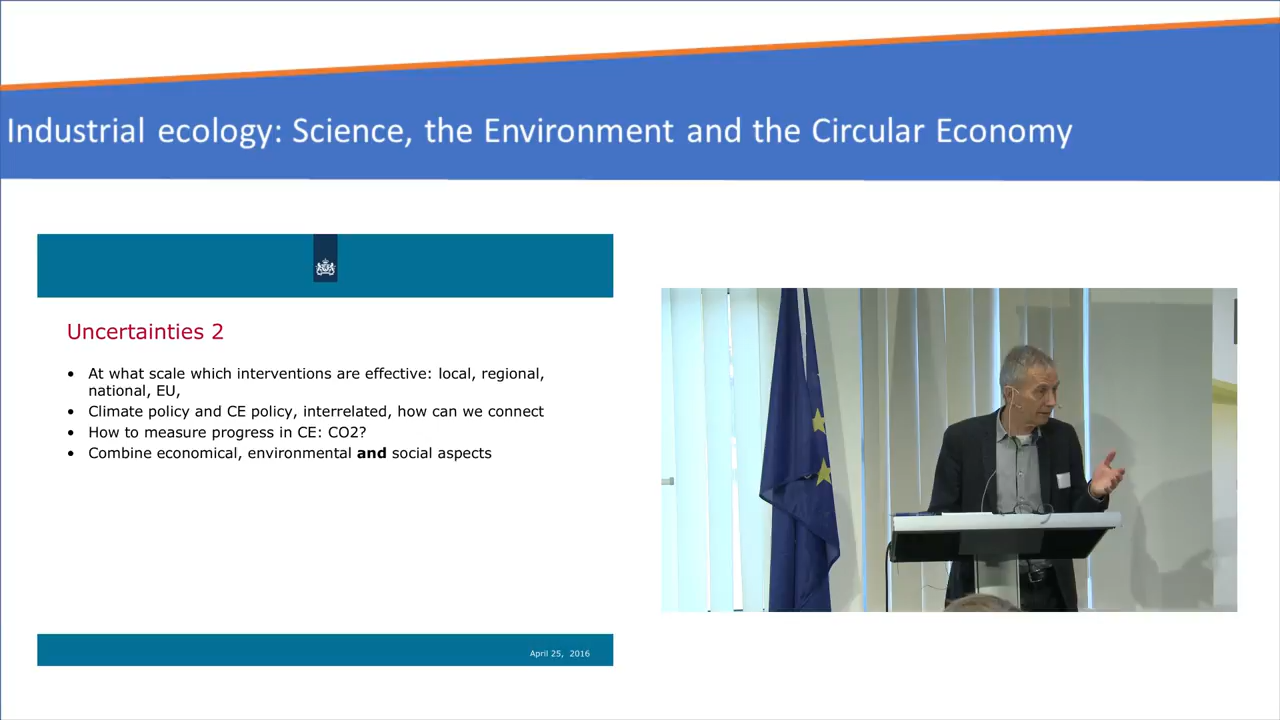 Industrial ecology: Science, the Environment and the Circular Economy
Uncertainties 2
• At what scale which interventions are effective: local, regional,
national, EU,
• Climate policy and CE policy, interrelated, how can we connect
• How to measure progress in CE: CO2?
• Combine economical, environmental and social aspects
April 25, 2016